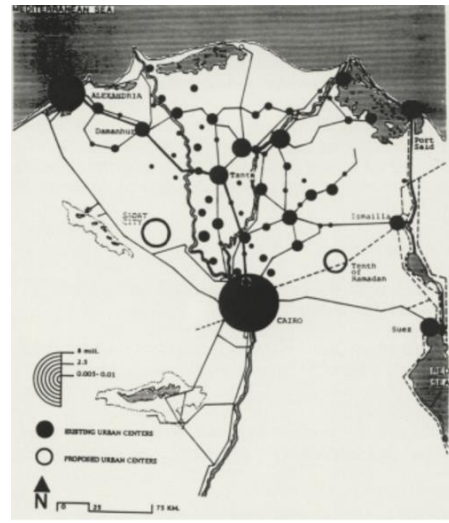 MEDITERRANEAN SEA
ALEXANDRIA
Damanhur
Port
Said
Tanta
SADAT
CITY
Ismailia
Tenth
of
Ramadan
CAIRO
Suez
RED
SEA
8 mill.
2.5
0.005-0.01
EXISTING URBAN CENTERS
PROPOSED URBAN CENTERS
N
0 25 75 KM.